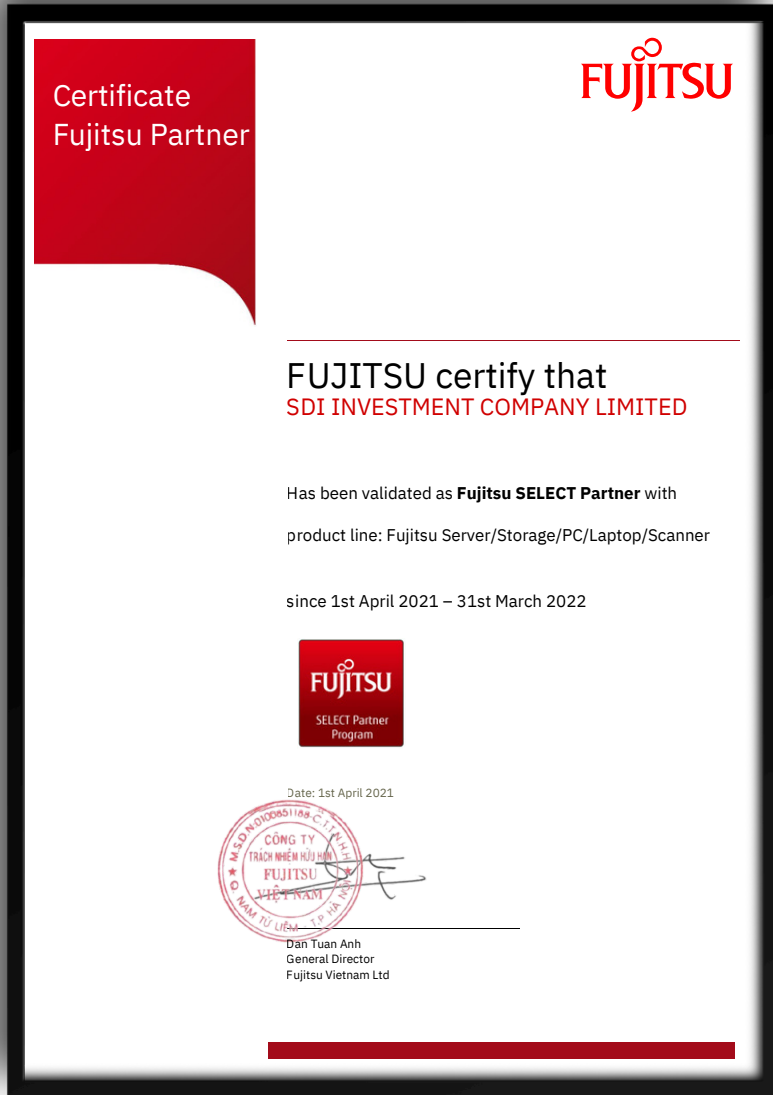 Certificate
Fujitsu Partner
FUJITSU
FUJITSU certify that
SDI INVESTMENT COMPANY LIMITED
Has been validated as Fujitsu SELECT Partner with
product line: Fujitsu Server/Storage/PC/Laptop/Scanner
since 1st April 2021 – 31st March 2022
FUJITSU
SELECT Partner
Program
Date: 1st April 2021
M.S.D.N:0100851188-C.T.T.N.H.H
CÔNG TY
TRÁCH NHIỆM HỮU HẠN
FUJITSU
VIỆT NAM
Q. NAM TỪ LIÊM - T.P HÀ NỘI
Dan Tuan Anh
General Director
Fujitsu Vietnam Ltd